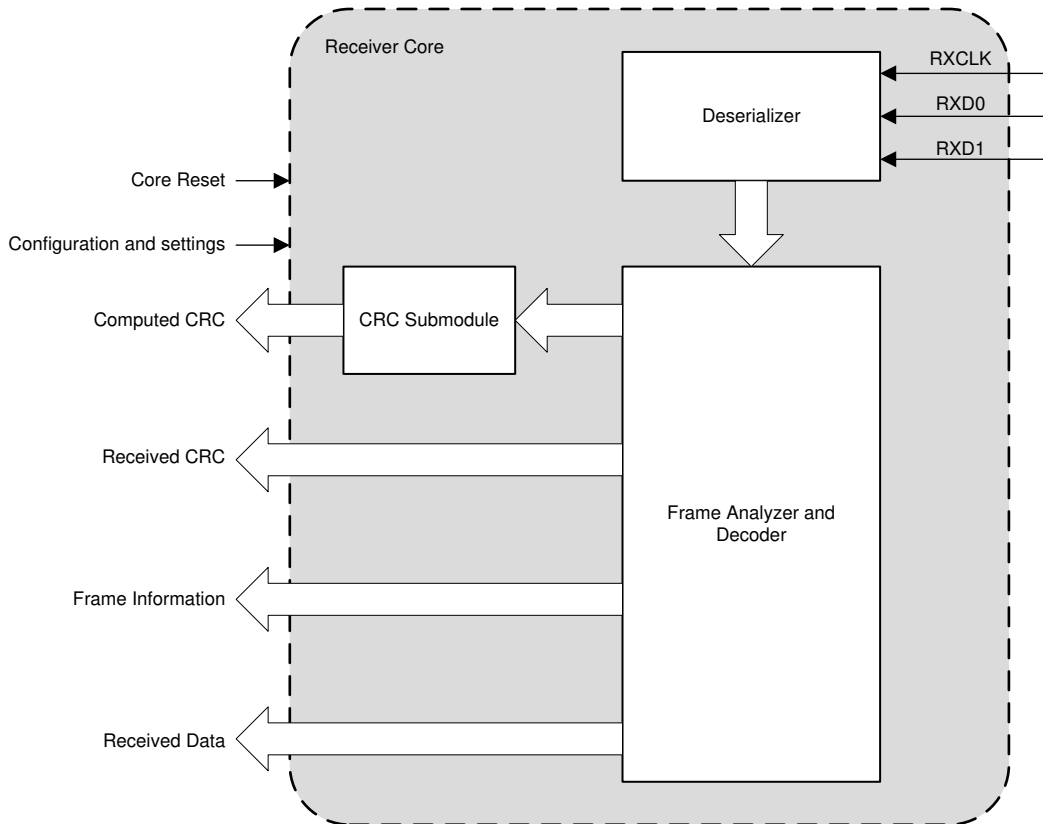 Receiver Core
RXCLK
Deserializer
RXD0
RXD1
Core Reset
Configuration and settings
Computed CRC
CRC Submodule
Received CRC
Frame Analyzer and
Decoder
Frame Information
Received Data